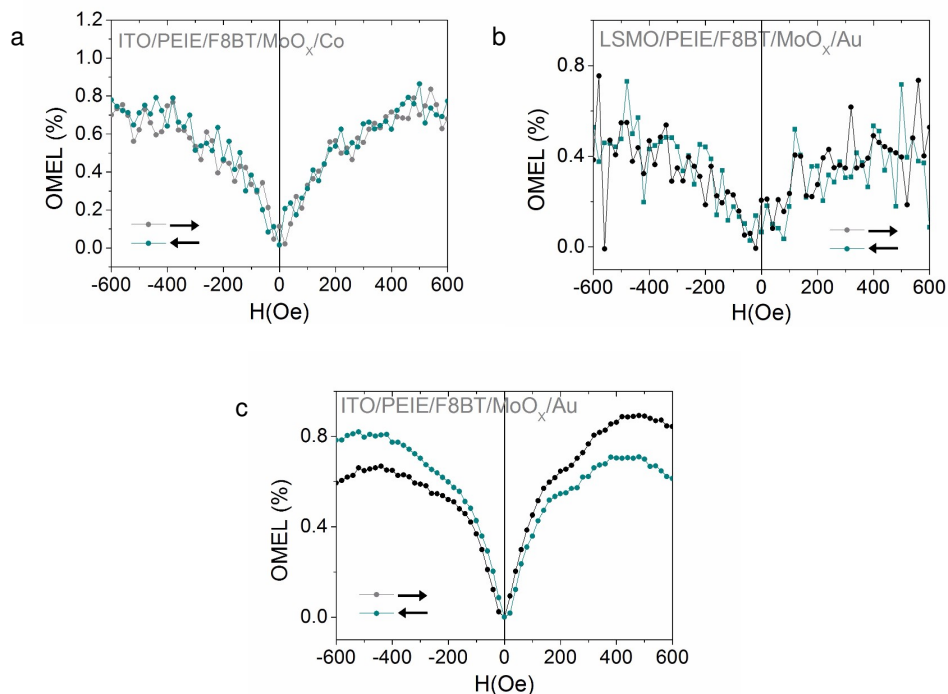 a
ITO/PEIE/F8BT/MoOX/Co
1.2
1.0
0.8
0.6
0.4
0.2
0.0
OMEL (%)
-600 -400 -200 0 200 400 600
H(Oe)
b
LSMO/PEIE/F8BT/MoOX/Au
0.8
0.4
0.0
OMEL (%)
-600 -400 -200 0 200 400 600
H(Oe)
c
ITO/PEIE/F8BT/MoOX/Au
0.8
0.4
0.0
OMEL (%)
-600 -400 -200 0 200 400 600
H(Oe)